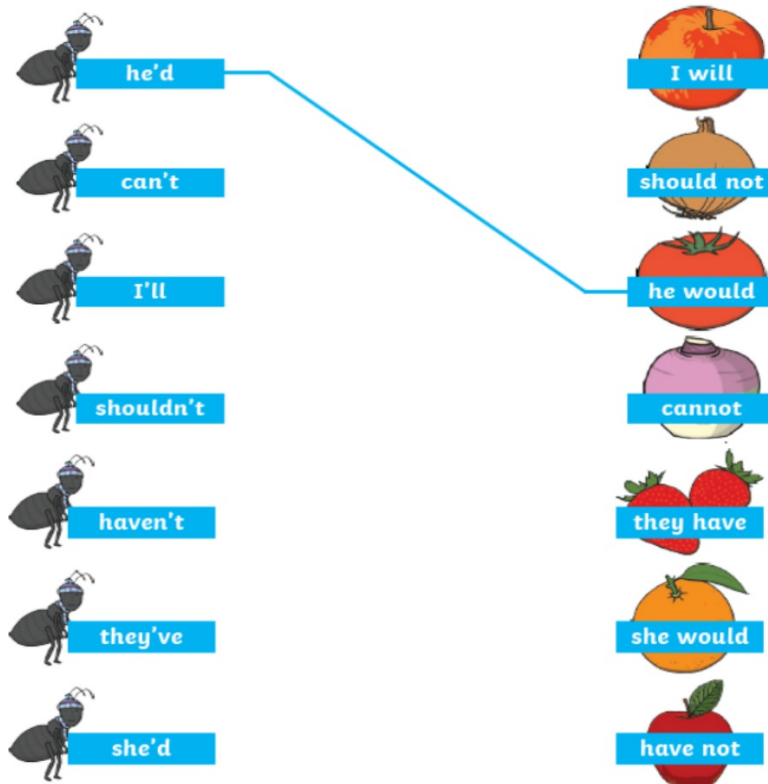 he'd
I will
can't
should not
I'll
he would
shouldn't
cannot
haven't
they have
they've
she would
she'd
have not